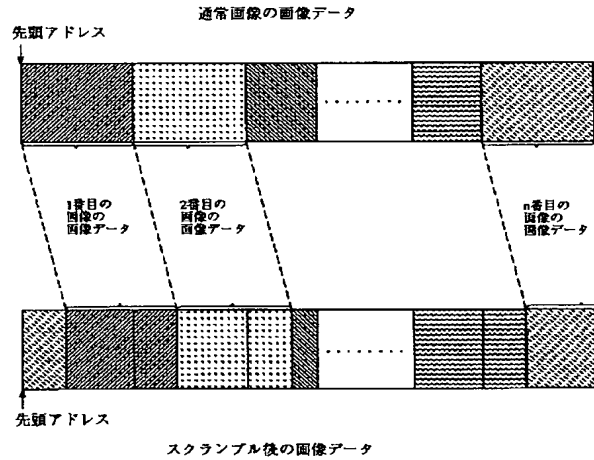 通常画像の画像データ
先頭アドレス
1番目の
画像の
画像データ
2番目の
画像の
画像データ
n番目の
画像の
画像データ
先頭アドレス
スクランブル後の画像データ